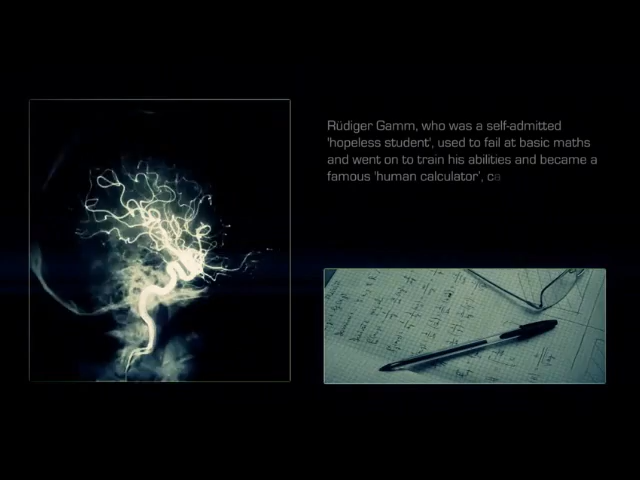 Rüdiger Gamm, who was a self-admitted
'hopeless student', used to fail at basic maths
and went on to train his abilities and became a
famous 'human calculator', ca